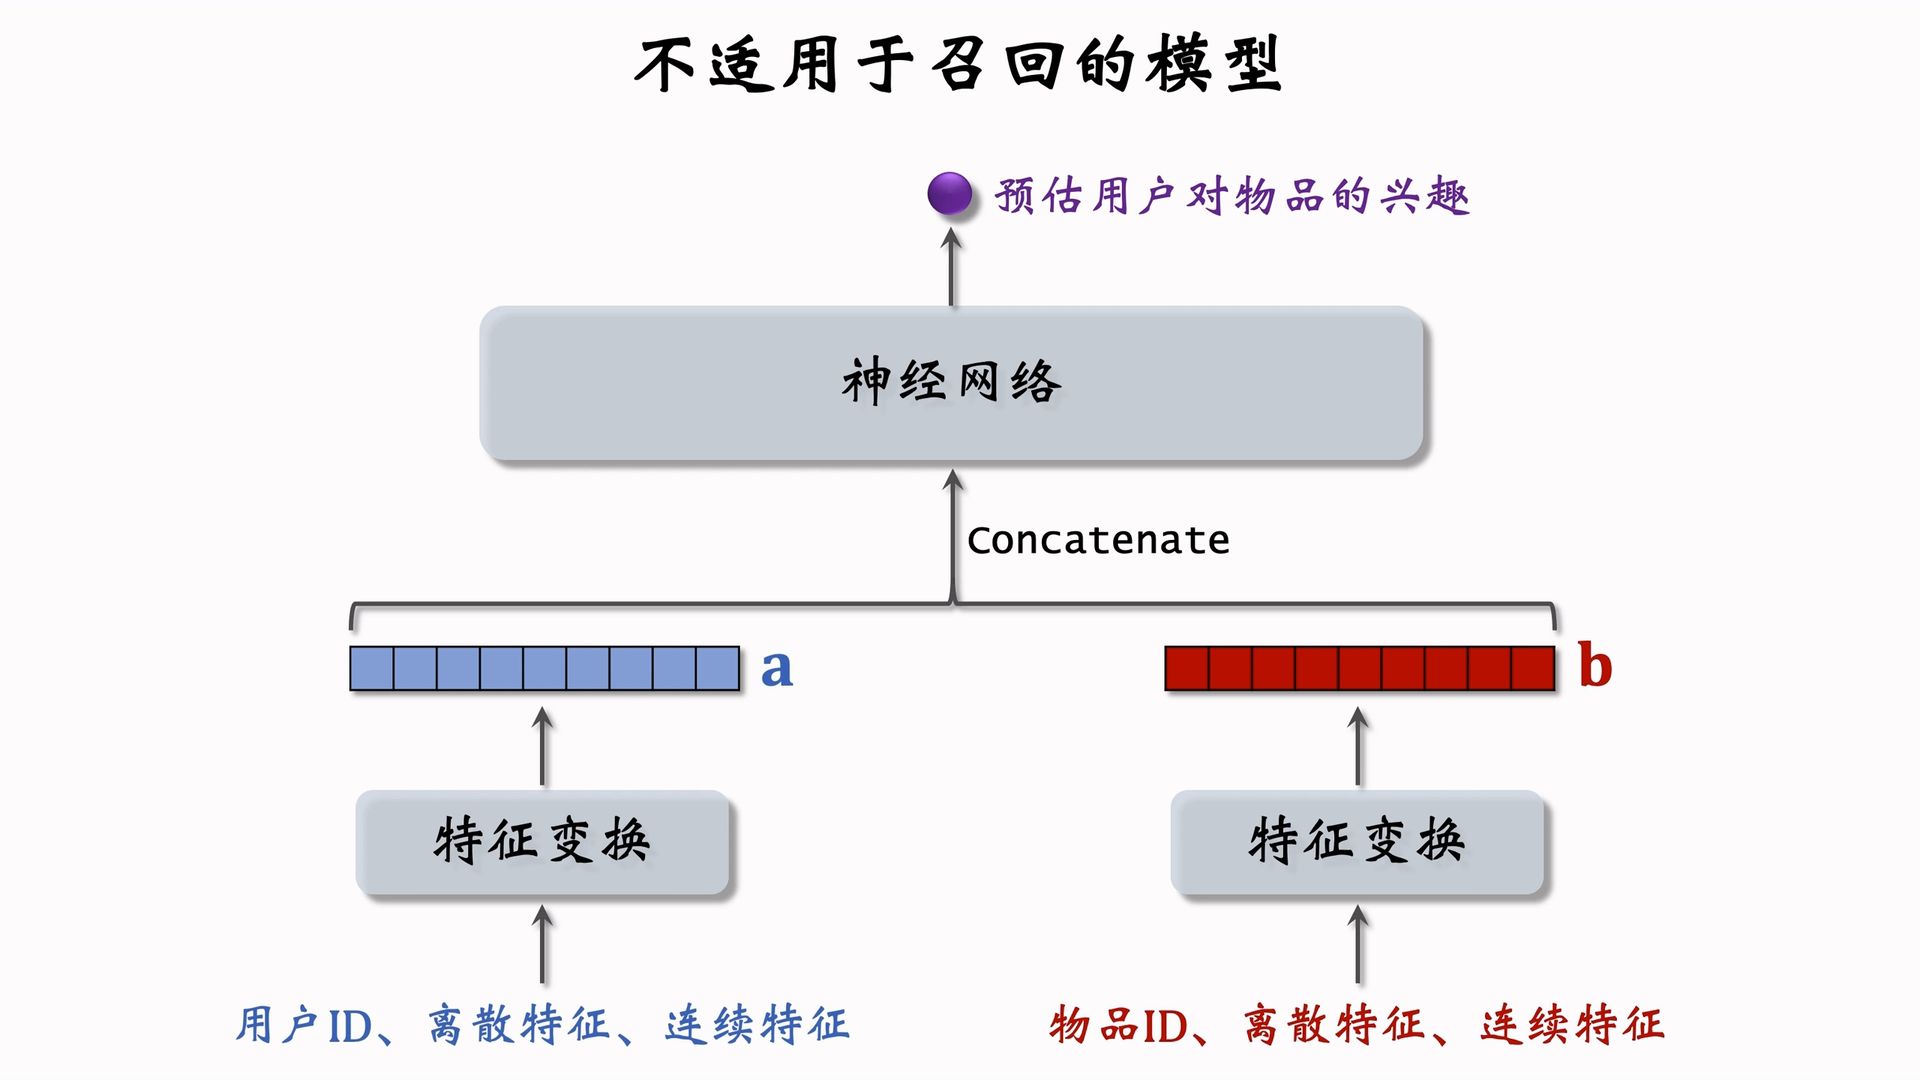 不适用于召回的模型
预估用户对物品的兴趣
神经网络
Concatenate
a
b
特征变换
特征变换
用户ID、离散特征、连续特征
物品ID、离散特征、连续特征